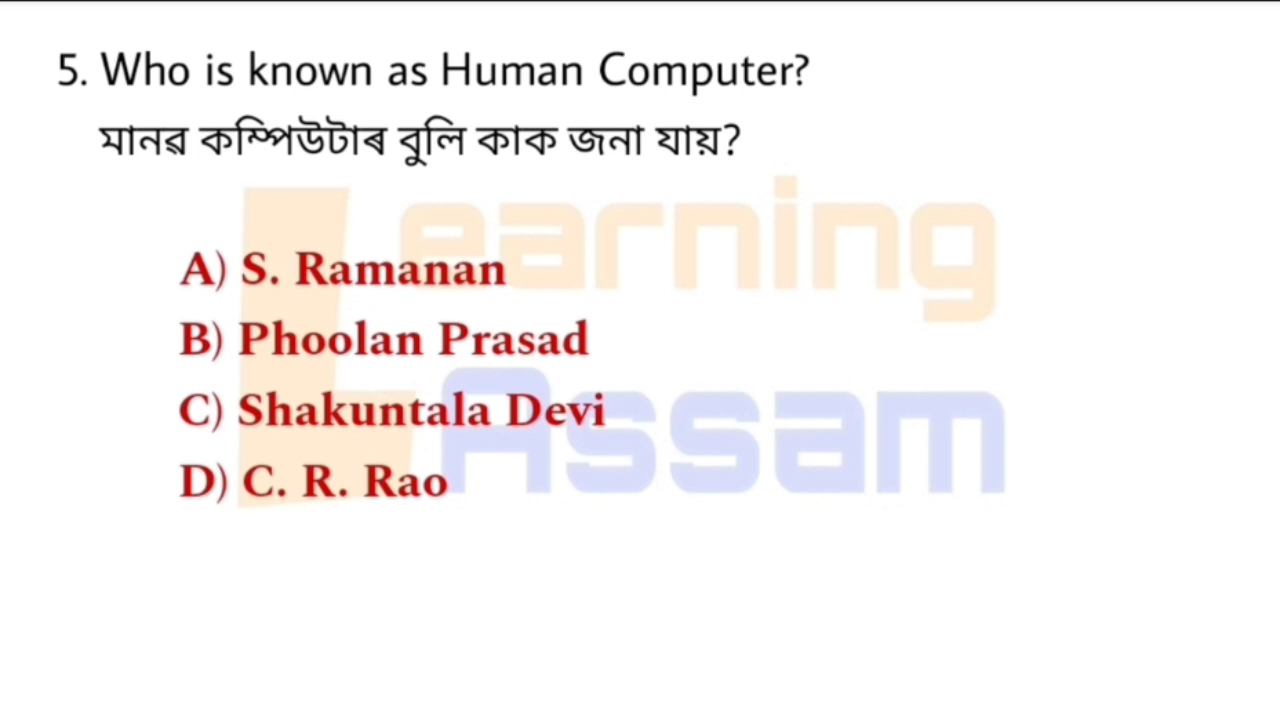 5. Who is known as Human Computer?
মানৱ কম্পিউটাৰ বুলি কাক জনা যায়?
Learning
Assam
A) S. Ramanan
B) Phoolan Prasad
C) Shakuntala Devi
D) C. R. Rao